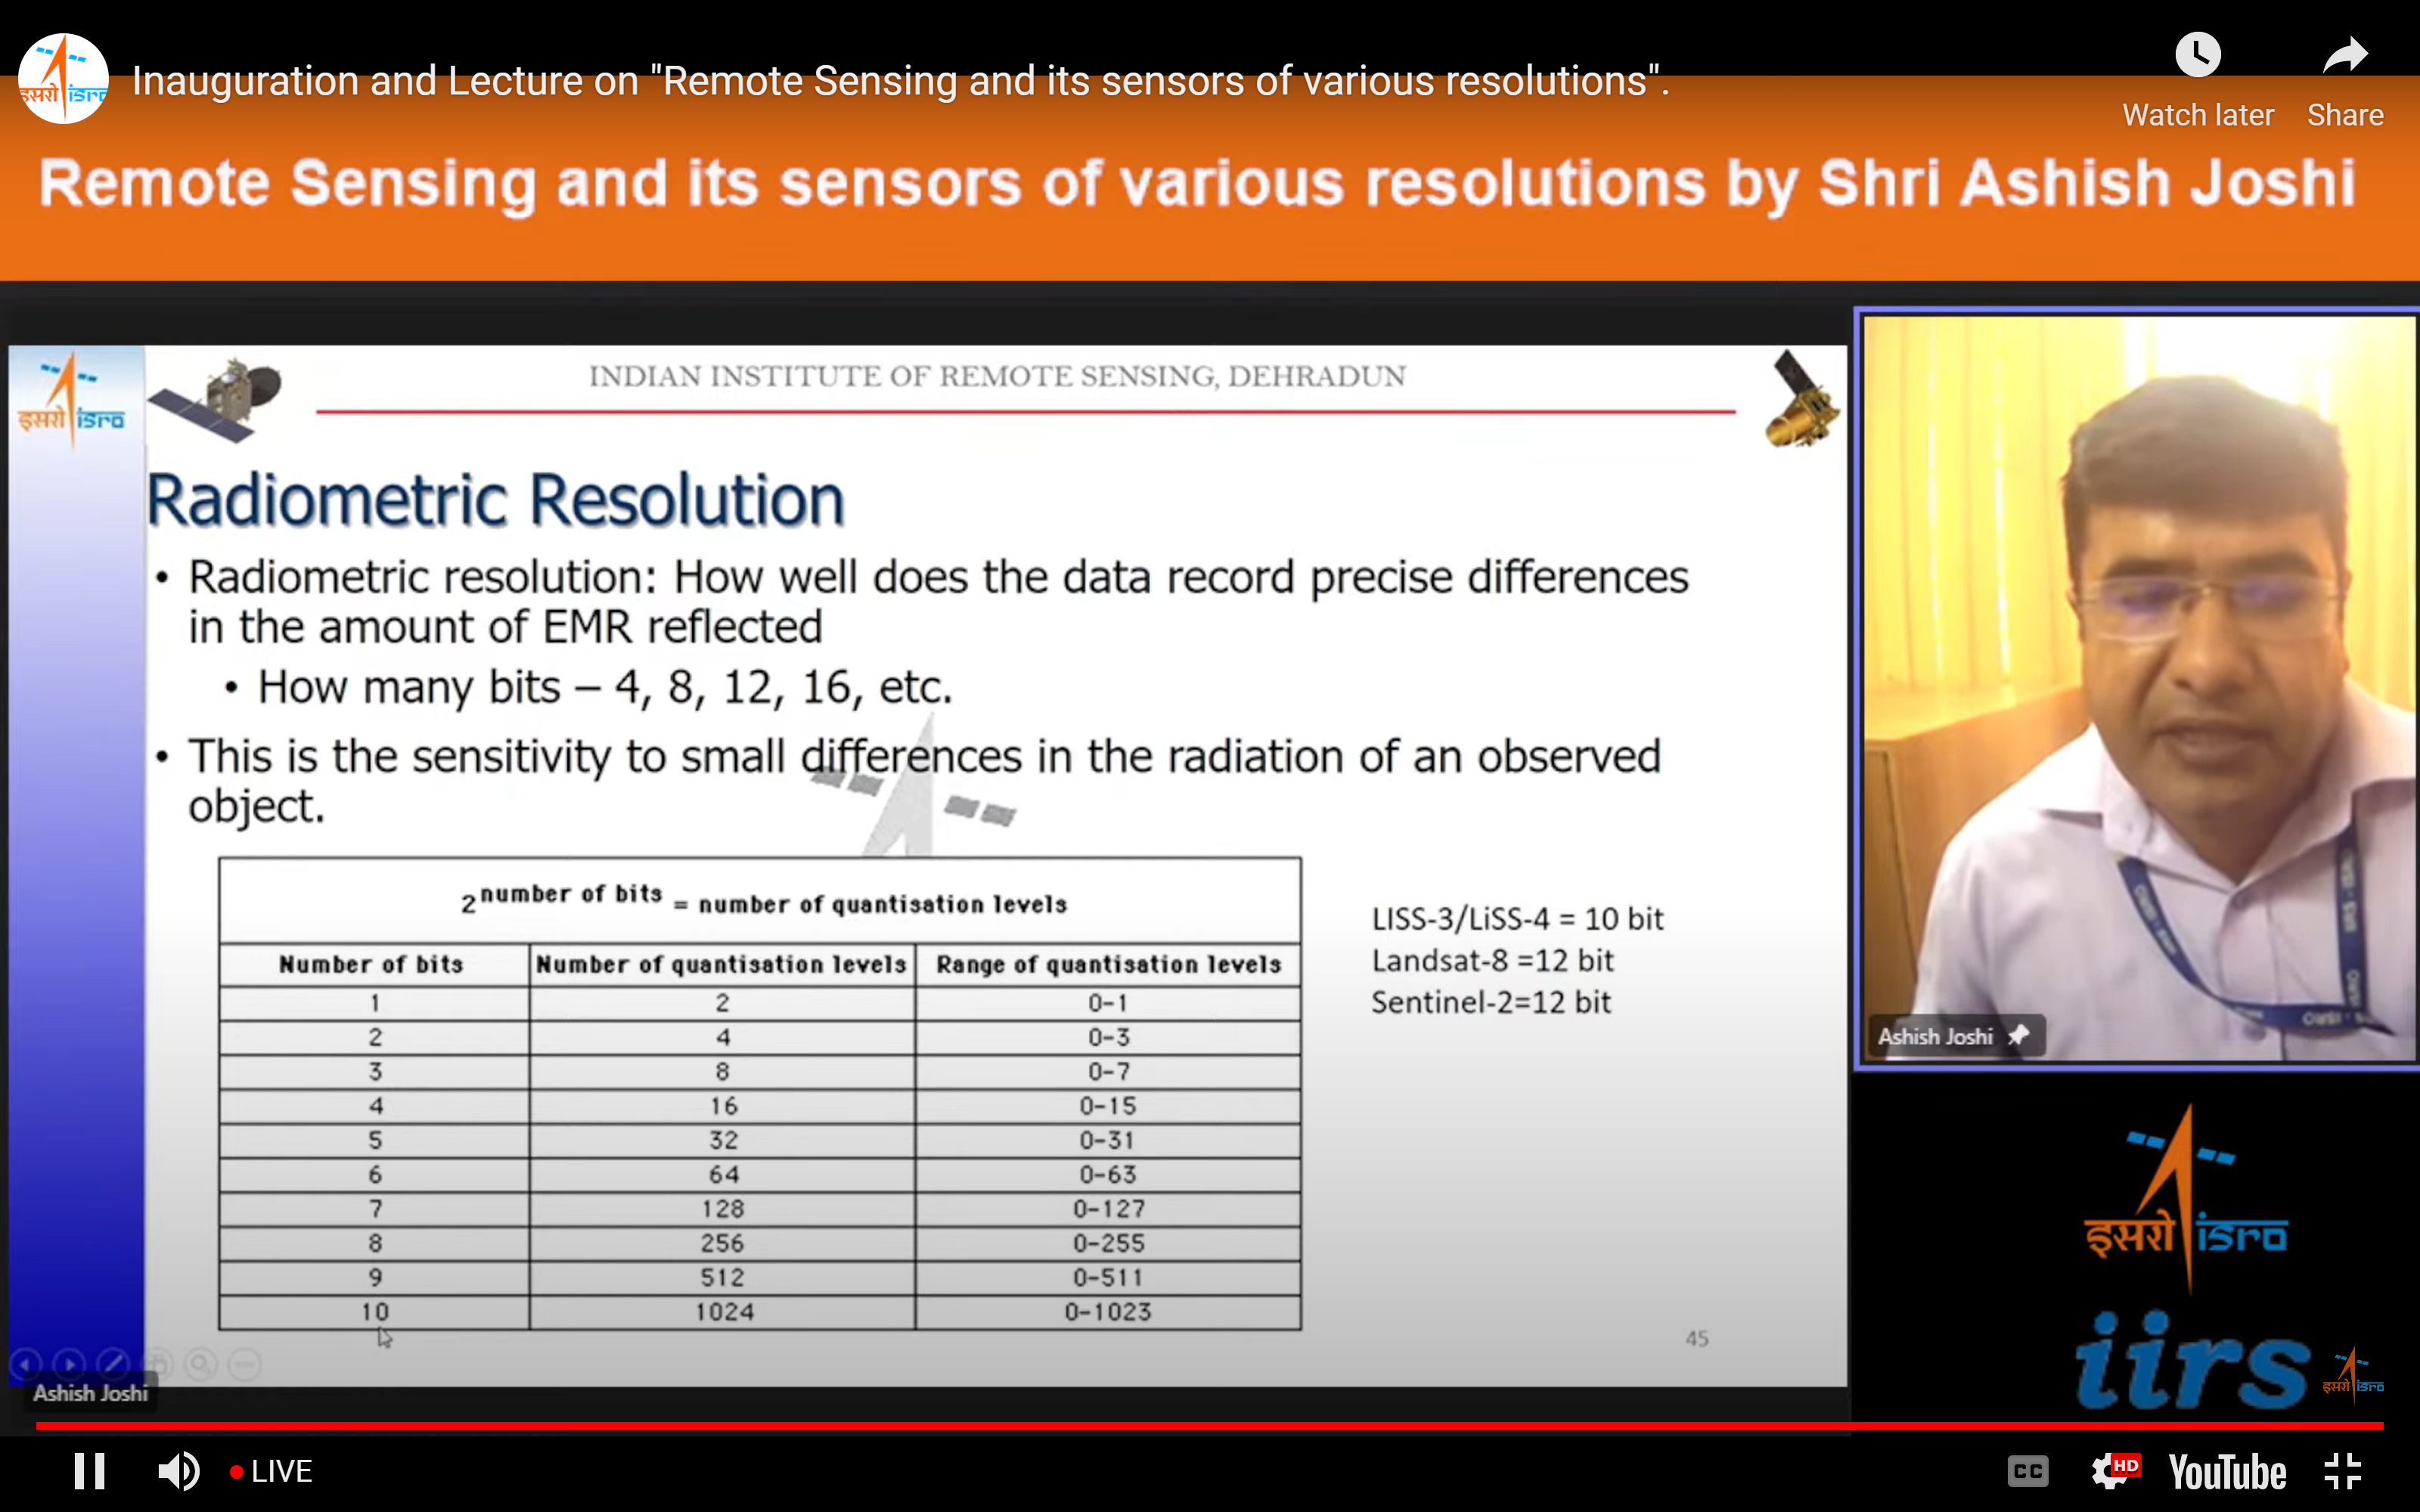 इसरो isro
Inauguration and Lecture on "Remote Sensing and its sensors of various resolutions".
Watch later
Share
Remote Sensing and its sensors of various resolutions by Shri Ashish Joshi
इसरो isro
INDIAN INSTITUTE OF REMOTE SENSING, DEHRADUN
Radiometric Resolution
• Radiometric resolution: How well does the data record precise differences
in the amount of EMR reflected
• How many bits – 4, 8, 12, 16, etc.
• This is the sensitivity to small differences in the radiation of an observed
object.
2 number of bits = number of quantisation levels
Number of bits Number of quantisation levels Range of quantisation levels
1 2 0-1
2 4 0-3
3 8 0-7
4 16 0-15
5 32 0-31
6 64 0-63
7 128 0-127
8 256 0-255
9 512 0-511
10 1024 0-1023
LISS-3/LiSS-4 = 10 bit
Landsat-8 =12 bit
Sentinel-2=12 bit
45
Ashish Joshi
Ashish Joshi
इसरो isro
iirs
इसरो isro
LIVE
CC
HD
YouTube